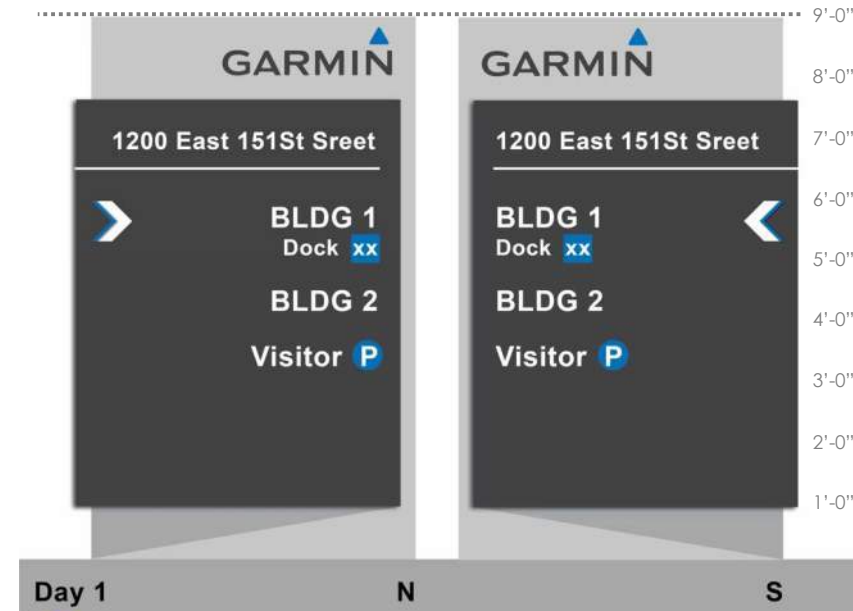 GARMIN
1200 East 151St Sreet
BLDG 1
Dock xx
BLDG 2
Visitor P
GARMIN
1200 East 151St Sreet
BLDG 1
Dock xx
BLDG 2
Visitor P
9'-0"
8'-0"
7'-0"
6'-0"
5'-0"
4'-0"
3'-0"
2'-0"
1'-0"
Day 1 N S